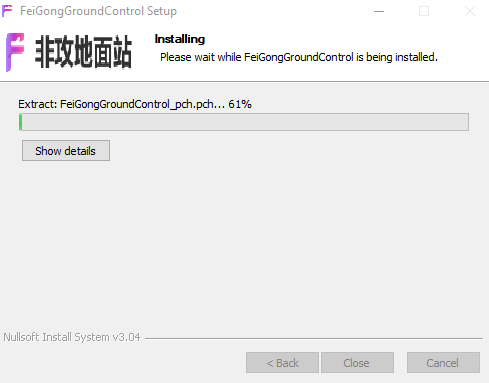 FeiGongGroundControl Setup
非攻地面站
Installing
Please wait while FeiGongGroundControl is being installed.
Extract: FeiGongGroundControl_pch.pch... 61%
Show details
Nullsoft Install System v3.04
< Back
Close
Cancel